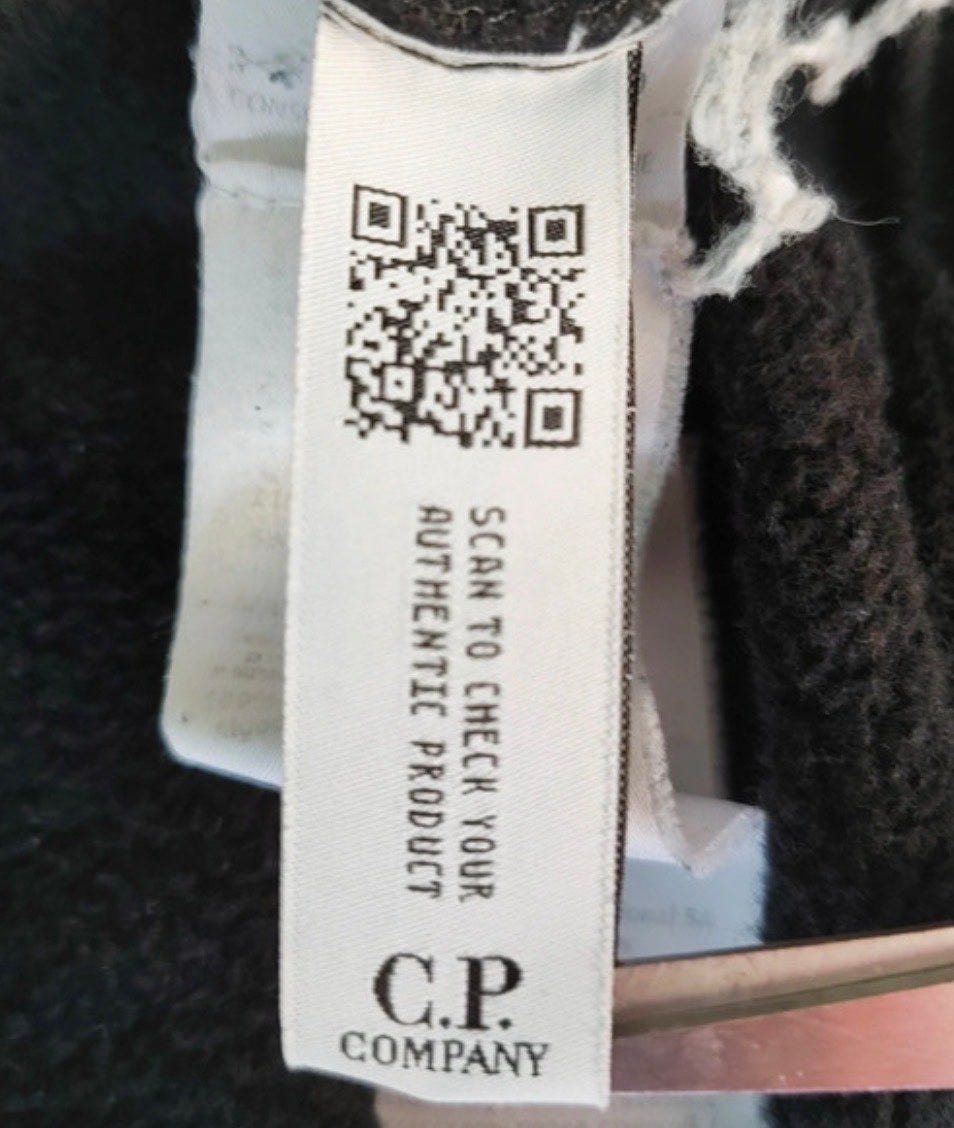 SCAN TO CHECK YOUR
AUTHENTIC PRODUCT
C.P.
COMPANY